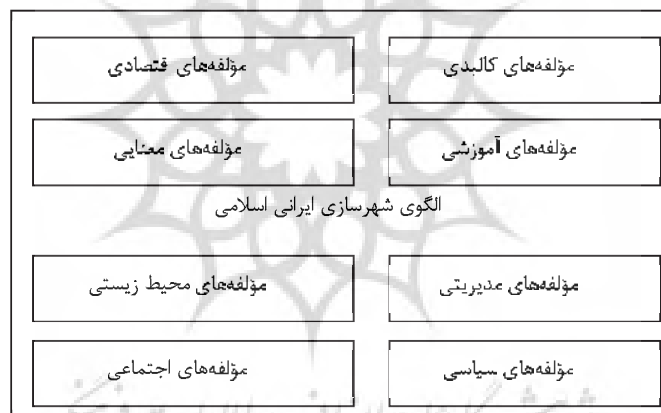 مؤلفه‌های کالبدی
مؤلفه‌های قتصادی
مؤلفه‌های آموزشی
مؤلفه‌های معنایی
الگوی شهرسازی ایرانی اسلامی
مؤلفه‌های مدیریتی
مؤلفه‌های محیط زیستی
مؤلفه‌های سیاسی
مؤلفه‌های اجتماعی